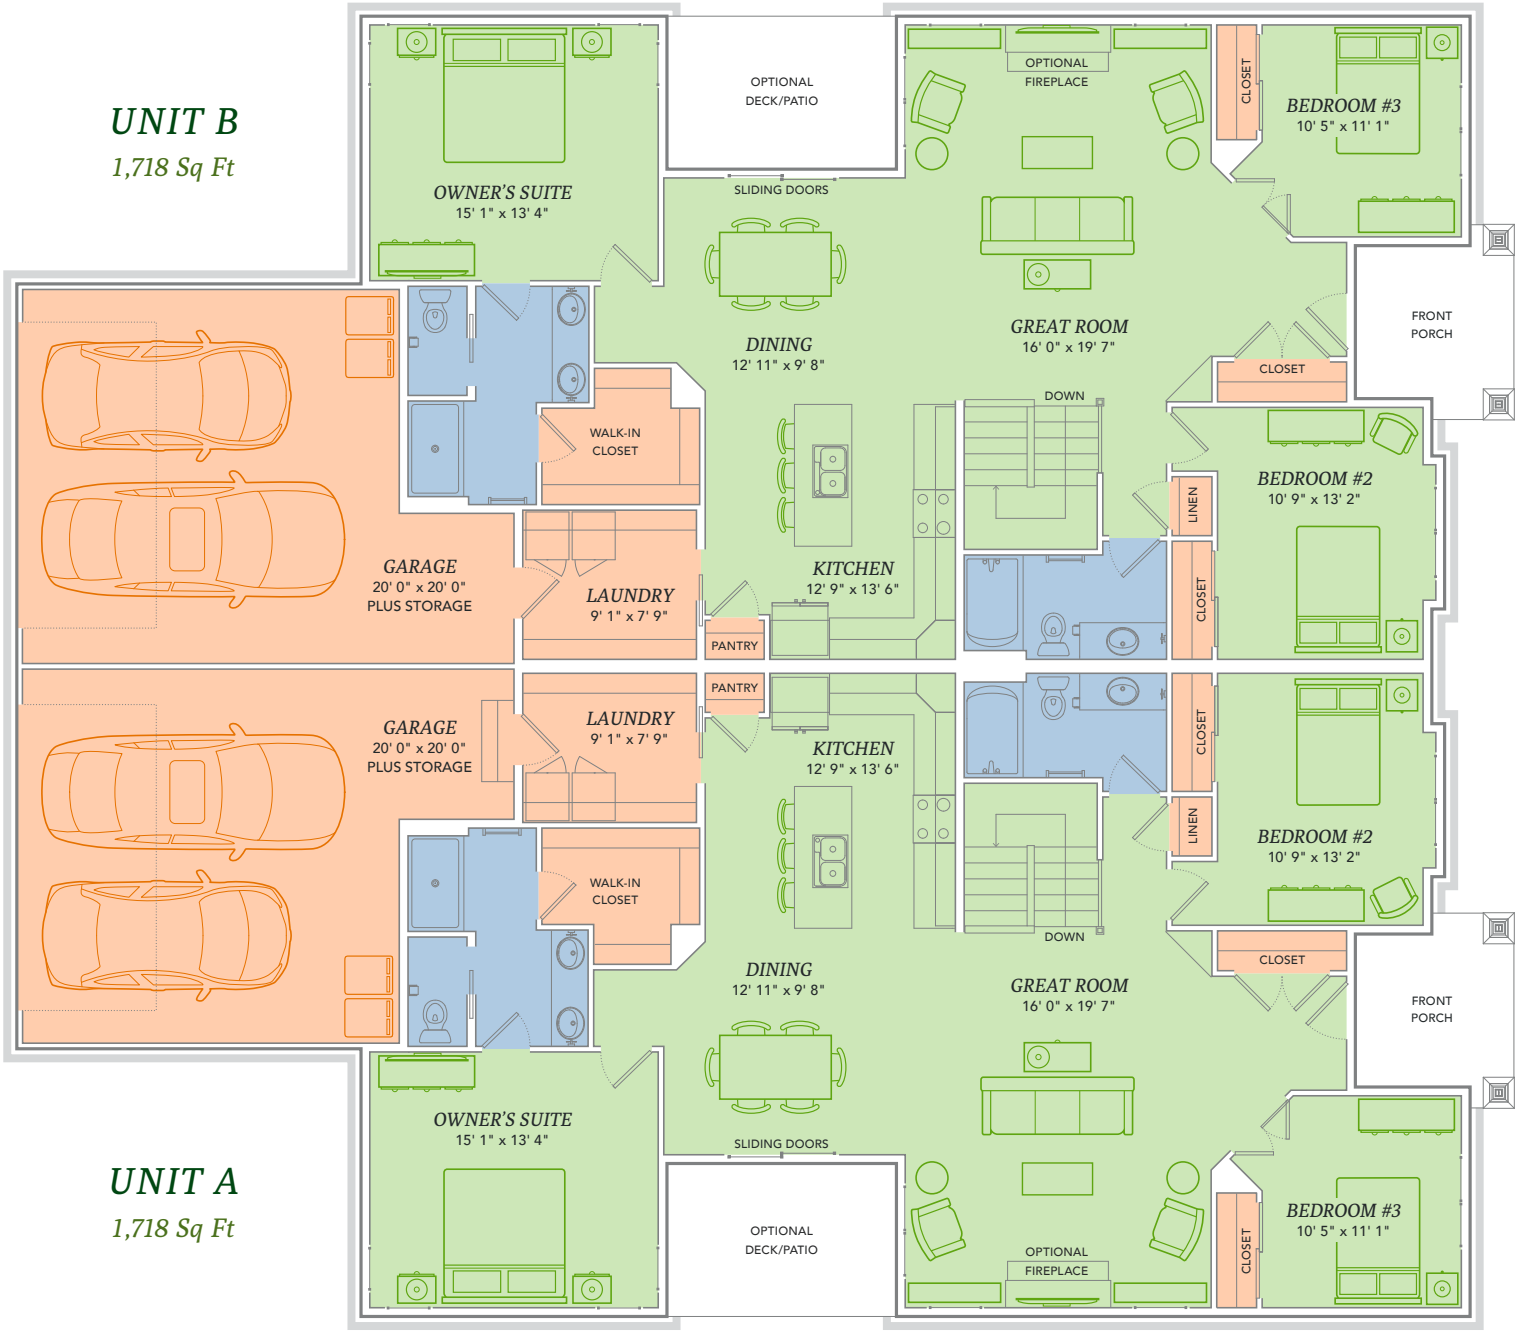 UNIT B
1,718 Sq Ft
OWNER'S SUITE
15' 1" x 13' 4"
OPTIONAL
DECK/PATIO
SLIDING DOORS
OPTIONAL
FIREPLACE
CLOSET
BEDROOM #3
10' 5" x 11' 1"
DINING
12' 11" x 9' 8"
GREAT ROOM
16' 0" x 19' 7"
FRONT
PORCH
CLOSET
DOWN
WALK-IN
CLOSET
BEDROOM #2
10' 9" x 13' 2"
LINEN
GARAGE
20' 0" x 20' 0"
PLUS STORAGE
LAUNDRY
9' 1" x 7' 9"
KITCHEN
12' 9" x 13' 6"
CLOSET
PANTRY
PANTRY
GARAGE
20' 0" x 20' 0"
PLUS STORAGE
LAUNDRY
9' 1" x 7' 9"
KITCHEN
12' 9" x 13' 6"
CLOSET
LINEN
BEDROOM #2
10' 9" x 13' 2"
WALK-IN
CLOSET
DOWN
CLOSET
DINING
12' 11" x 9' 8"
GREAT ROOM
16' 0" x 19' 7"
FRONT
PORCH
OWNER'S SUITE
15' 1" x 13' 4"
SLIDING DOORS
UNIT A
1,718 Sq Ft
OPTIONAL
DECK/PATIO
OPTIONAL
FIREPLACE
CLOSET
BEDROOM #3
10' 5" x 11' 1"